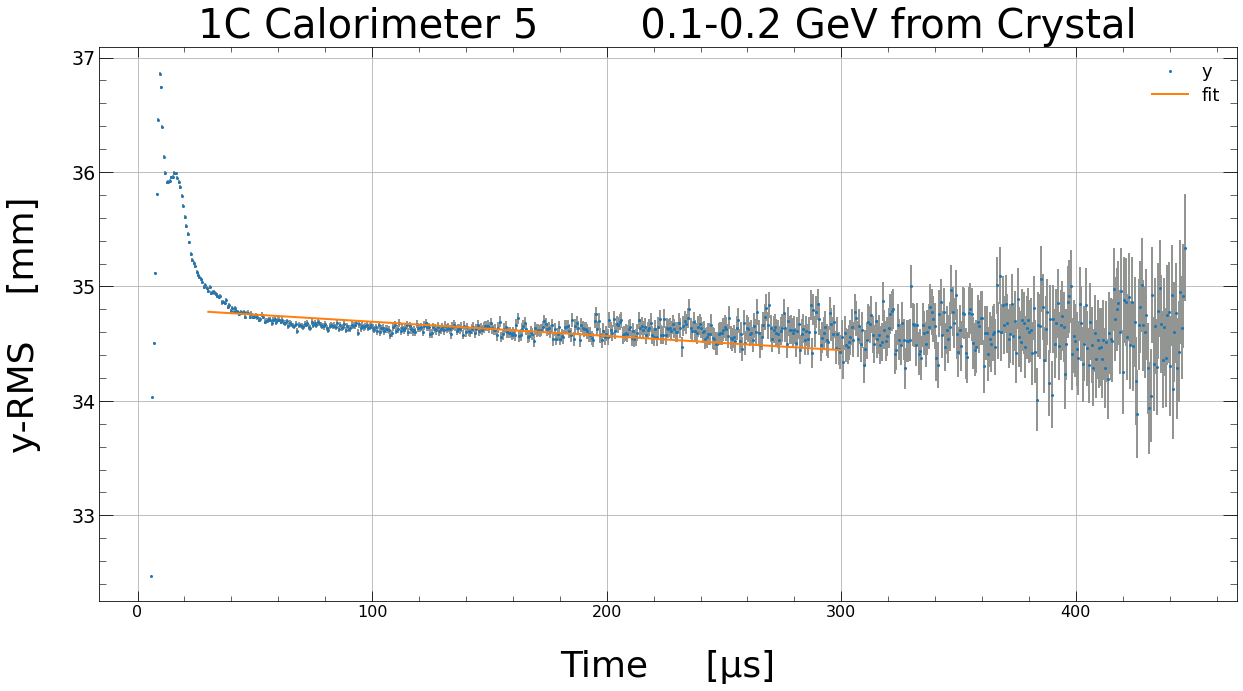 1C Calorimeter 5 0.1-0.2 GeV from Crystal
y
fit
37
36
35
34
33
y-RMS [mm]
0 100 200 300 400
Time [µs]